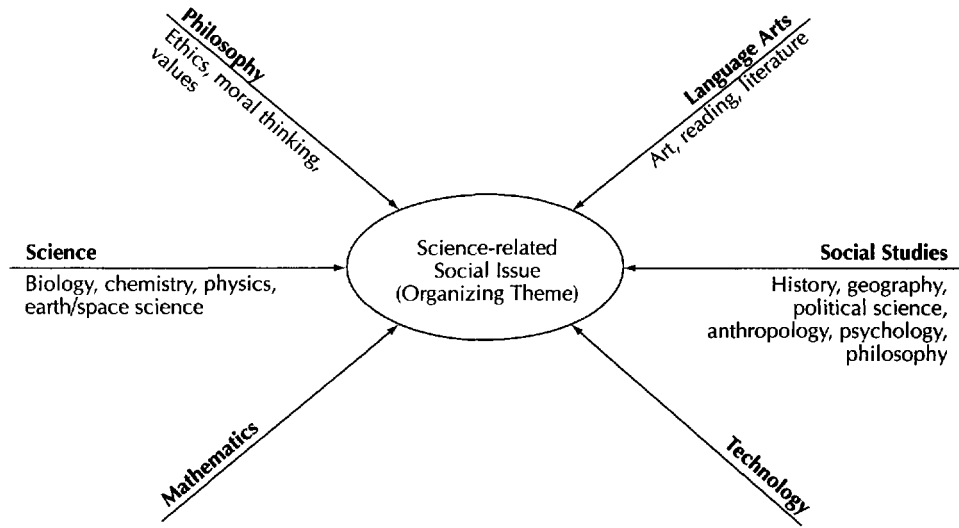 Philosophy
Ethics, moral thinking,
values
Language Arts
Art, reading, literature
Science
Biology, chemistry, physics,
earth/space science
Science-related
Social Issue
(Organizing Theme)
Social Studies
History, geography,
political science,
anthropology, psychology,
philosophy
Mathematics
Technology